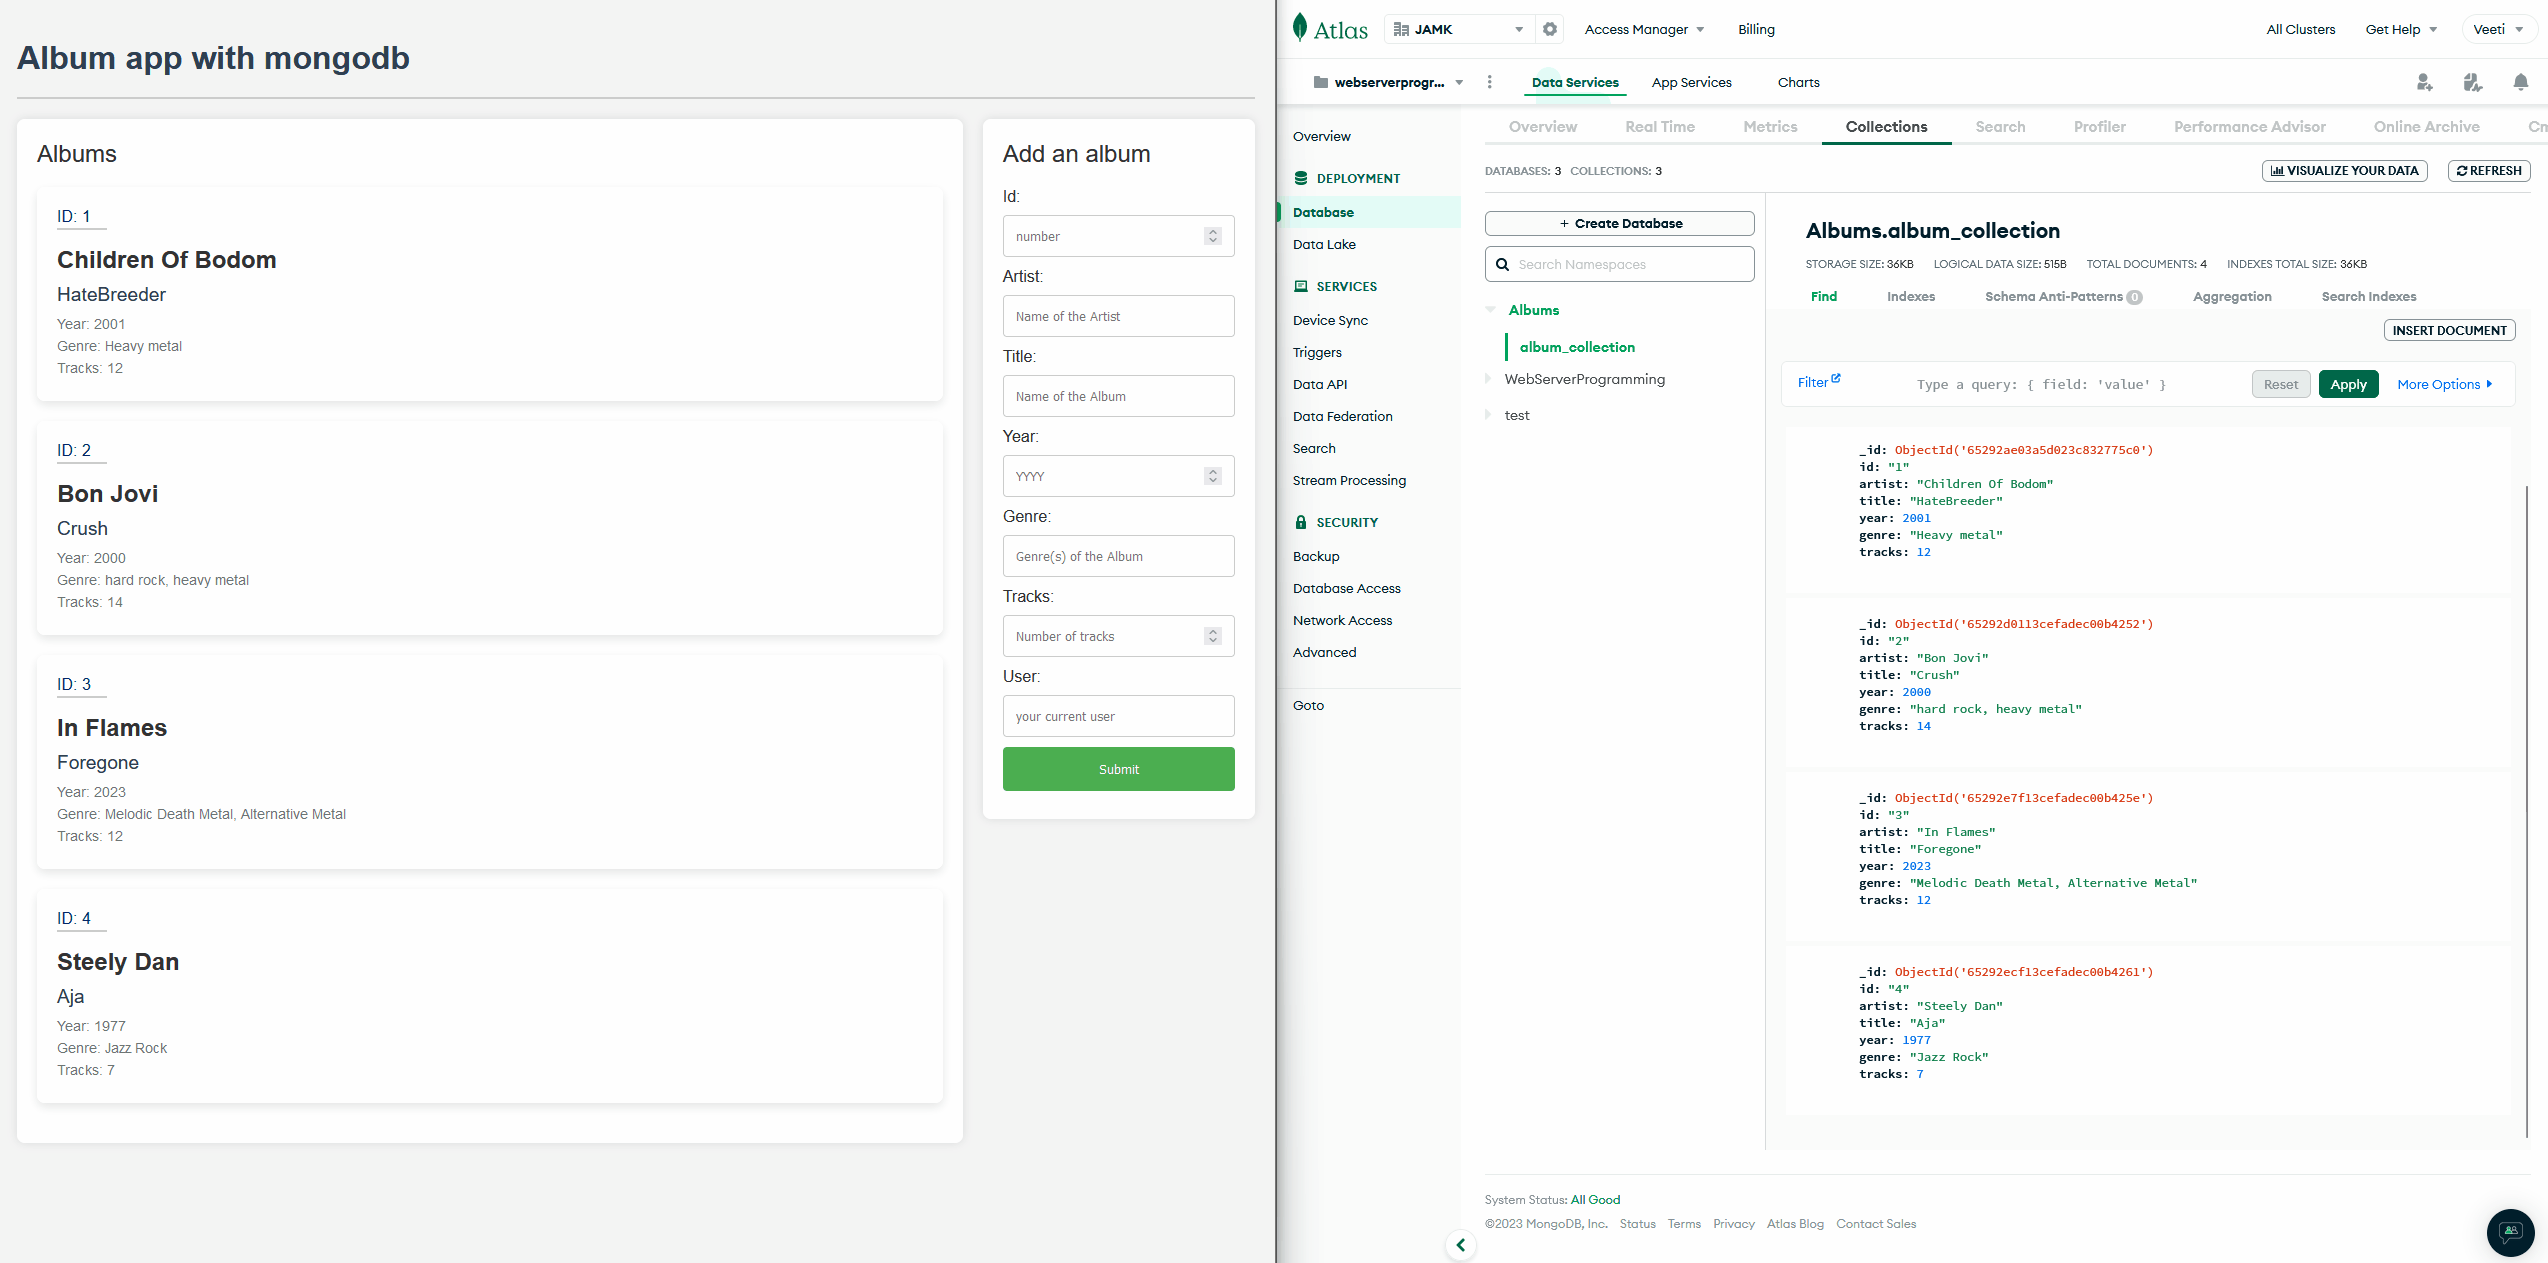 Album app with mongodb
Albums
ID: 1
Children Of Bodom
HateBreeder
Year: 2001
Genre: Heavy metal
Tracks: 12
ID: 2
Bon Jovi
Crush
Year: 2000
Genre: hard rock, heavy metal
Tracks: 14
ID: 3
In Flames
Foregone
Year: 2023
Genre: Melodic Death Metal, Alternative Metal
Tracks: 12
ID: 4
Steely Dan
Aja
Year: 1977
Genre: Jazz Rock
Tracks: 7
Add an album
Id:
number
Artist:
Name of the Artist
Title:
Name of the Album
Year:
YYYY
Genre:
Genre(s) of the Album
Tracks:
Number of tracks
User:
your current user
Submit
Atlas JAMK Access Manager Billing All Clusters Get Help Veeti
webserverprogr... Data Services App Services Charts
Overview
DEPLOYMENT
Database
Data Lake
SERVICES
Device Sync
Triggers
Data API
Data Federation
Search
Stream Processing
SECURITY
Backup
Database Access
Network Access
Advanced
Goto
Overview Real Time Metrics Collections Search Profiler Performance Advisor Online Archive Cm
DATABASES: 3 COLLECTIONS: 3 VISUALIZE YOUR DATA REFRESH
+ Create Database
Search Namespaces
Albums
album_collection
WebServerProgramming
test
Albums.album_collection
STORAGE SIZE: 36KB LOGICAL DATA SIZE: 515B TOTAL DOCUMENTS: 4 INDEXES TOTAL SIZE: 36KB
Find Indexes Schema Anti-Patterns 0 Aggregation Search Indexes
INSERT DOCUMENT
Filter Type a query: { field: 'value' } Reset Apply More Options
_id: ObjectId('65292ae03a5d023c832775c0')
id: "1"
artist: "Children Of Bodom"
title: "HateBreeder"
year: 2001
genre: "Heavy metal"
tracks: 12
_id: ObjectId('65292d0113cefadec00b4252')
id: "2"
artist: "Bon Jovi"
title: "Crush"
year: 2000
genre: "hard rock, heavy metal"
tracks: 14
_id: ObjectId('65292e7f13cefadec00b425e')
id: "3"
artist: "In Flames"
title: "Foregone"
year: 2023
genre: "Melodic Death Metal, Alternative Metal"
tracks: 12
_id: ObjectId('65292ecf13cefadec00b4261')
id: "4"
artist: "Steely Dan"
title: "Aja"
year: 1977
genre: "Jazz Rock"
tracks: 7
System Status: All Good
©2023 MongoDB, Inc. Status Terms Privacy Atlas Blog Contact Sales